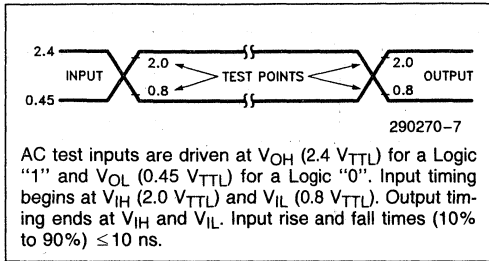 2.4
INPUT
0.45
2.0
0.8
TEST POINTS
2.0
0.8
OUTPUT
290270-7
AC test inputs are driven at VOH (2.4 VTTL) for a Logic
"1" and VOL (0.45 VTTL) for a Logic "0". Input timing
begins at VIH (2.0 VTTL) and VIL (0.8 VTTL). Output tim-
ing ends at VIH and VIL. Input rise and fall times (10%
to 90%) ≤10 ns.